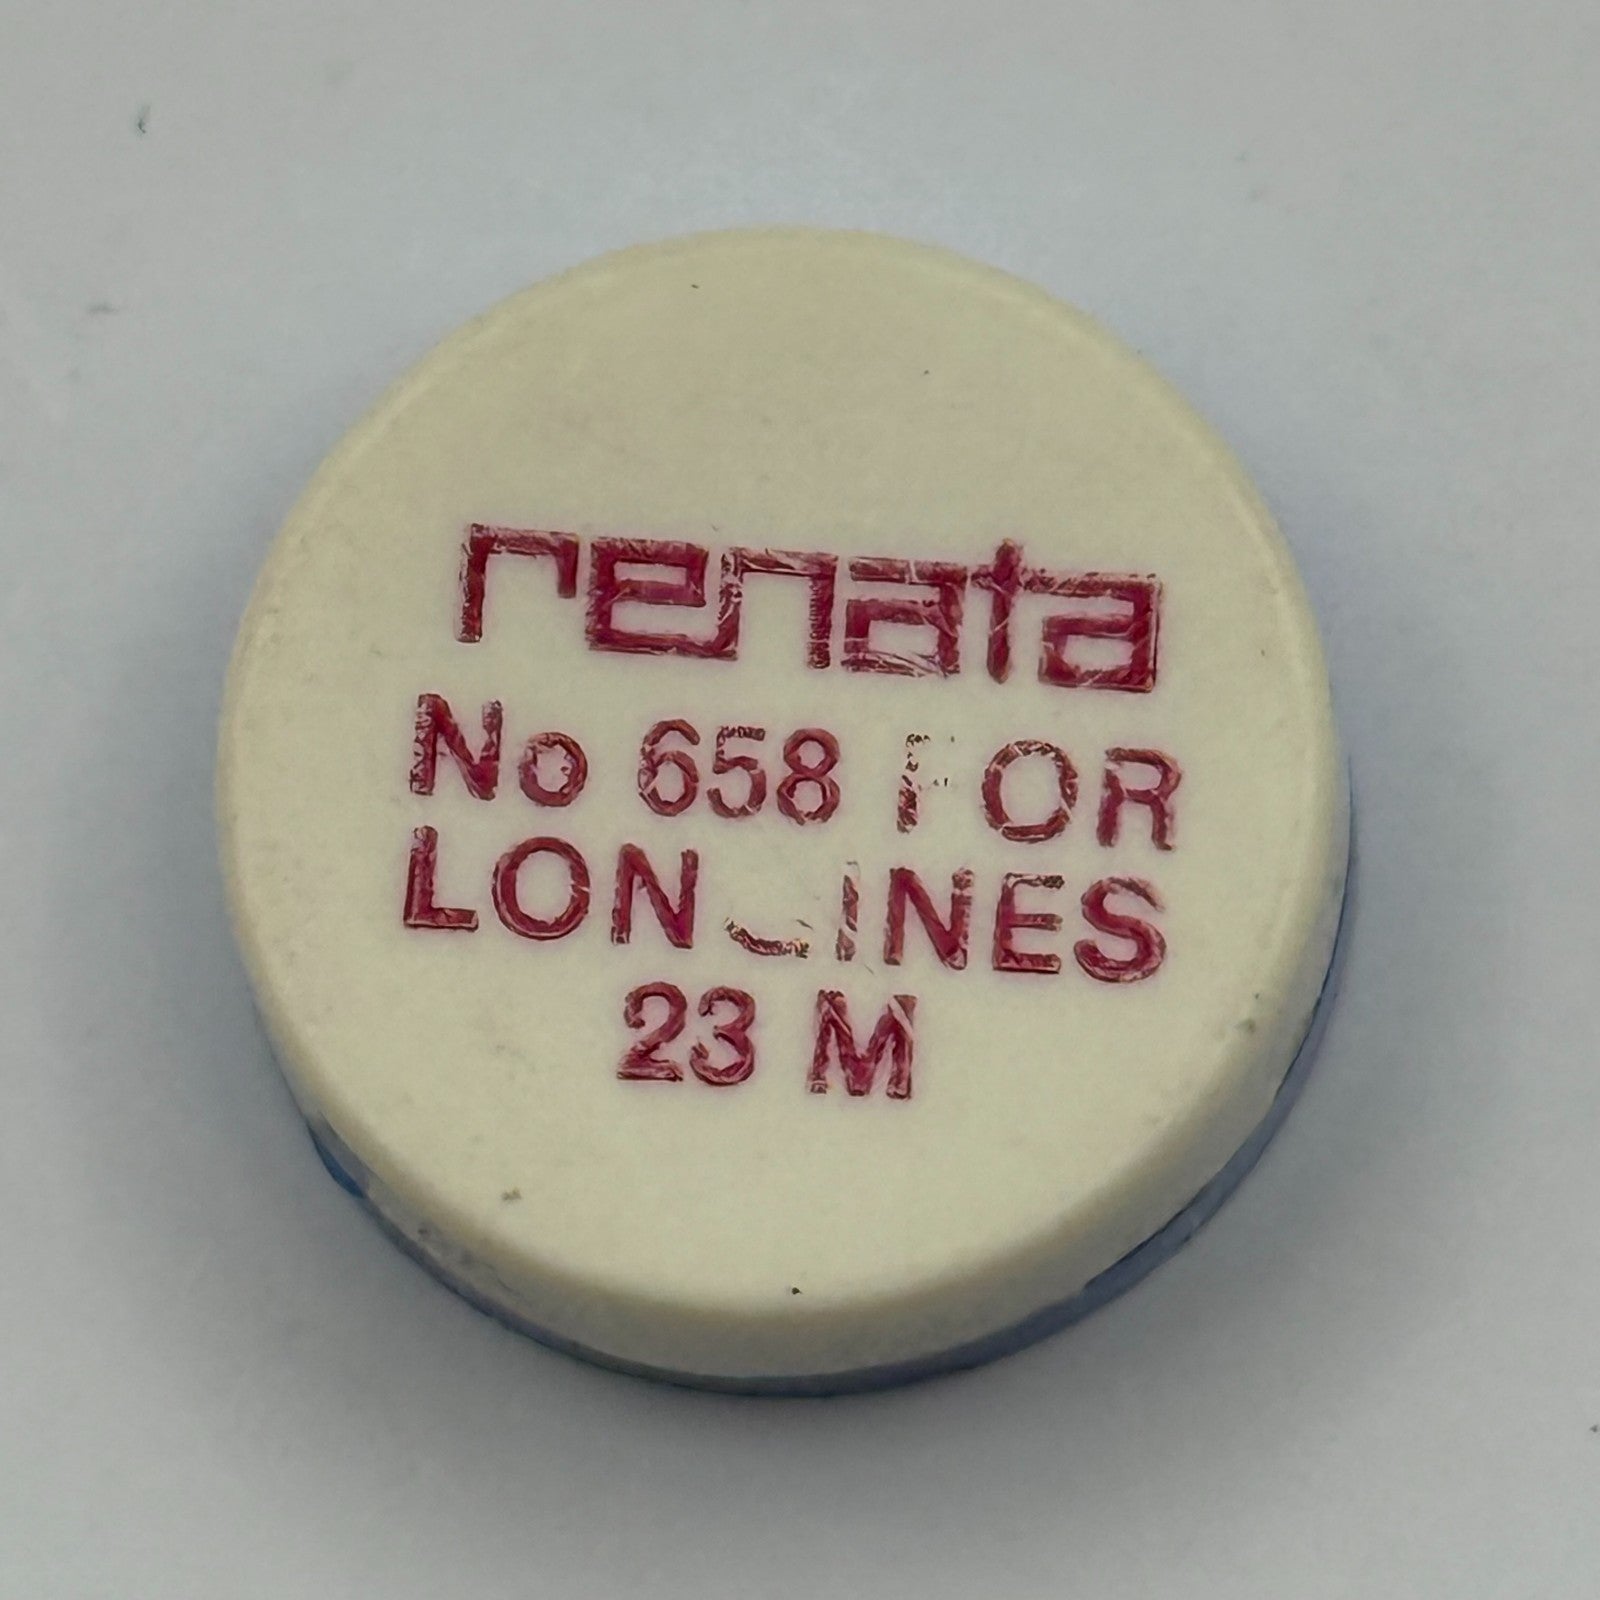 renata
No 658 FOR
LONGINES
23 M